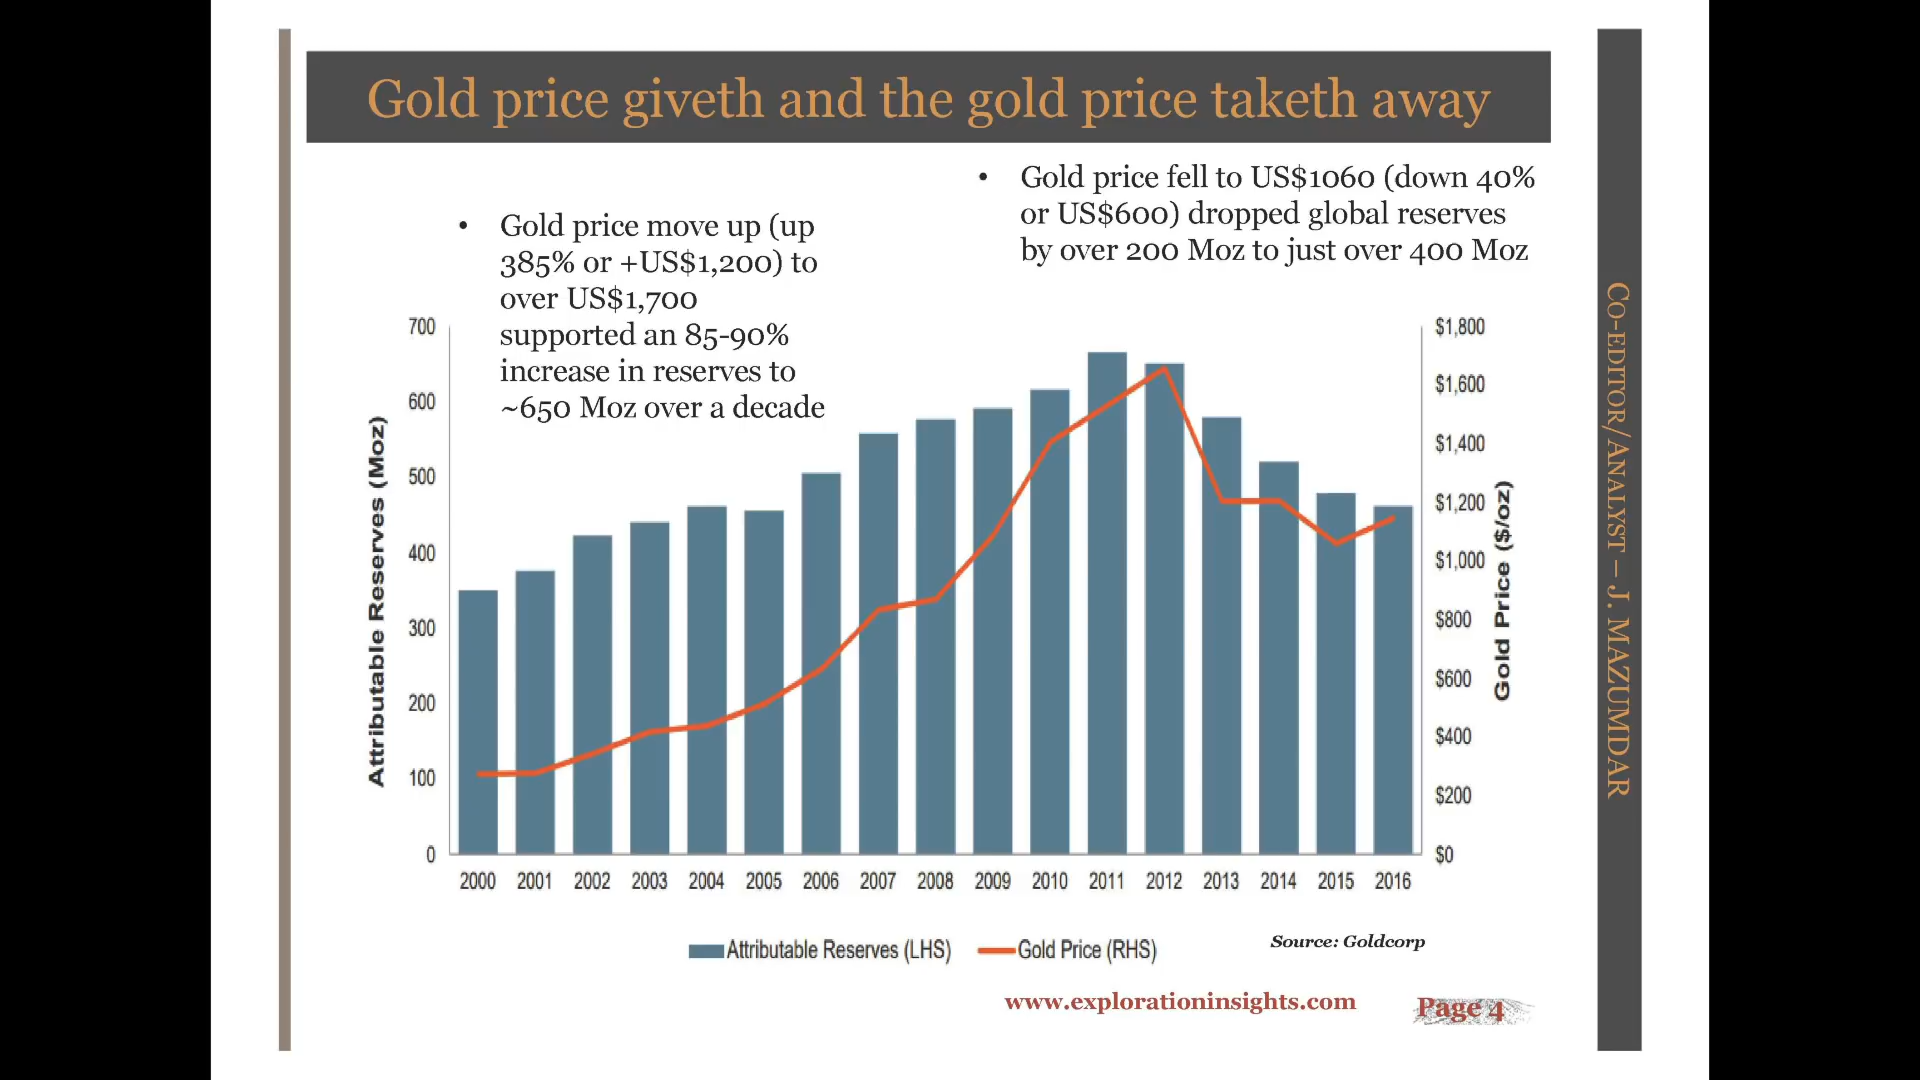 Gold price giveth and the gold price taketh away
• Gold price move up (up
385% or +US$1,200) to
over US$1,700
supported an 85-90%
increase in reserves to
~650 Moz over a decade
• Gold price fell to US$1060 (down 40%
or US$600) dropped global reserves
by over 200 Moz to just over 400 Moz
Attributable Reserves (Moz)
700
600
500
400
300
200
100
0
$1,800
$1,600
$1,400
$1,200
$1,000
$800
$600
$400
$200
$0
Gold Price ($/oz)
2000 2001 2002 2003 2004 2005 2006 2007 2008 2009 2010 2011 2012 2013 2014 2015 2016
Attributable Reserves (LHS) Gold Price (RHS)
Source: Goldcorp
www.explorationinsights.com
Page 4
CO-EDITOR/ANALYST – J. MAZUMDAR